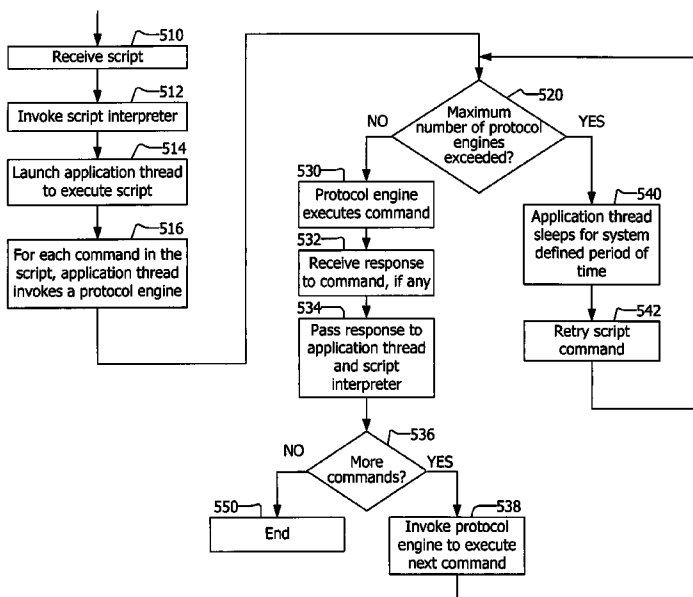 510
Receive script
512
Invoke script interpreter
514
Launch application thread
to execute script
516
For each command in the
script, application thread
invokes a protocol engine
520
Maximum
number of protocol
engines
exceeded?
NO
YES
530
Protocol engine
executes command
532
Receive response
to command, if any
534
Pass response to
application thread
and script
interpreter
540
Application thread
sleeps for system
defined period of
time
542
Retry script
command
536
More
commands?
NO
YES
550
End
538
Invoke protocol
engine to execute
next command